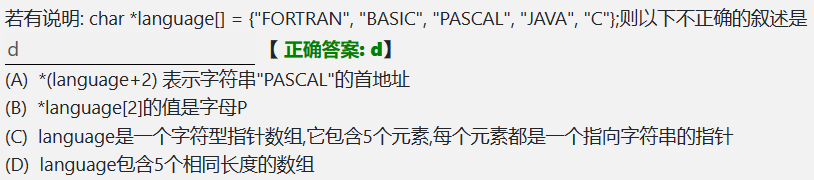 若有说明: char *language[] = {"FORTRAN", "BASIC", "PASCAL", "JAVA", "C"};则以下不正确的叙述是
d 【 正确答案: d】
(A) *(language+2) 表示字符串"PASCAL"的首地址
(B) *language[2]的值是字母P
(C) language是一个字符型指针数组,它包含5个元素,每个元素都是一个指向字符串的指针
(D) language包含5个相同长度的数组